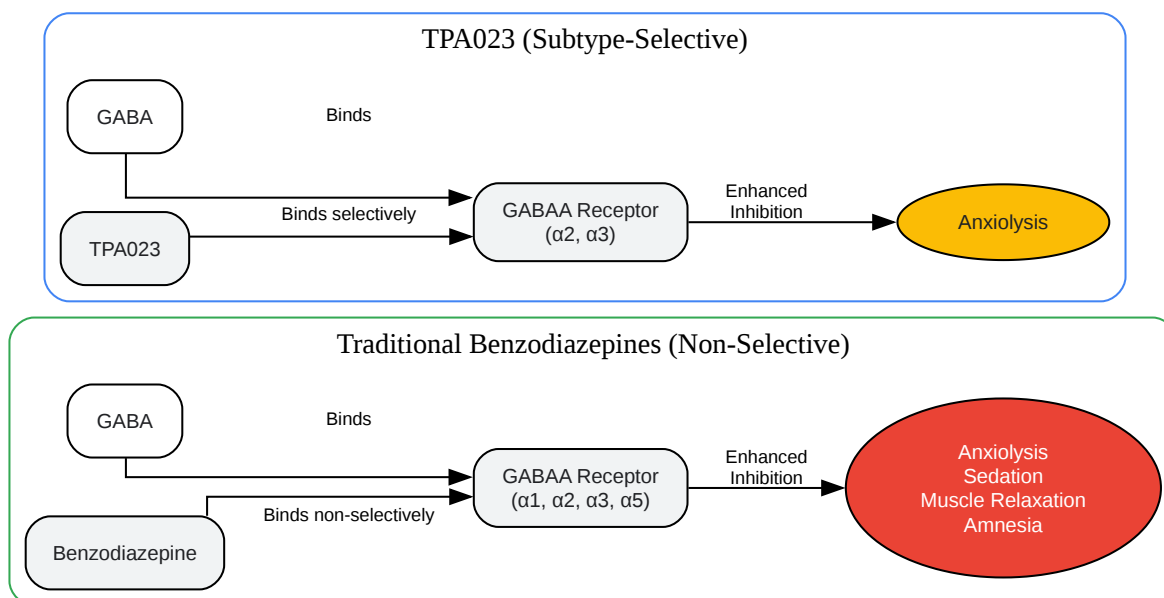 TPA023 (Subtype-Selective)
GABA
Binds
Binds selectively
TPA023
GABAA Receptor
(α2, α3)
Enhanced
Inhibition
Anxiolysis
Traditional Benzodiazepines (Non-Selective)
GABA
Binds
Binds non-selectively
Benzodiazepine
GABAA Receptor
(α1, α2, α3, α5)
Enhanced
Inhibition
Anxiolysis
Sedation
Muscle Relaxation
Amnesia